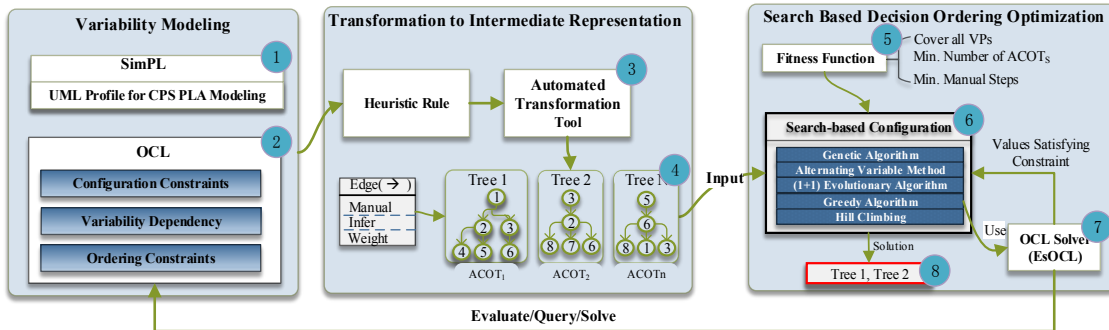 Variability Modeling
1
SimPL
UML Profile for CPS PLA Modeling
2
OCL
Configuration Constraints
Variability Dependency
Ordering Constraints
Transformation to Intermediate Representation
Heuristic Rule
3
Automated
Transformation
Tool
4
Edge( → )
Manual
Infer
Weight
Tree 1
1
2
3
4
5
6
ACOT1
Tree 2
3
2
8
7
6
ACOT2
Tree N
5
6
8
1
3
ACOTn
Input
Search Based Decision Ordering Optimization
5
Fitness Function
Cover all VPs
Min. Number of ACOTS
Min. Manual Steps
6
Search-based Configuration
Genetic Algorithm
Alternating Variable Method
(1+1) Evolutionary Algorithm
Greedy Algorithm
Hill Climbing
Values Satisfying
Constraint
Use
7
OCL Solver
(EsOCL)
Solution
8
Tree 1, Tree 2
Evaluate/Query/Solve